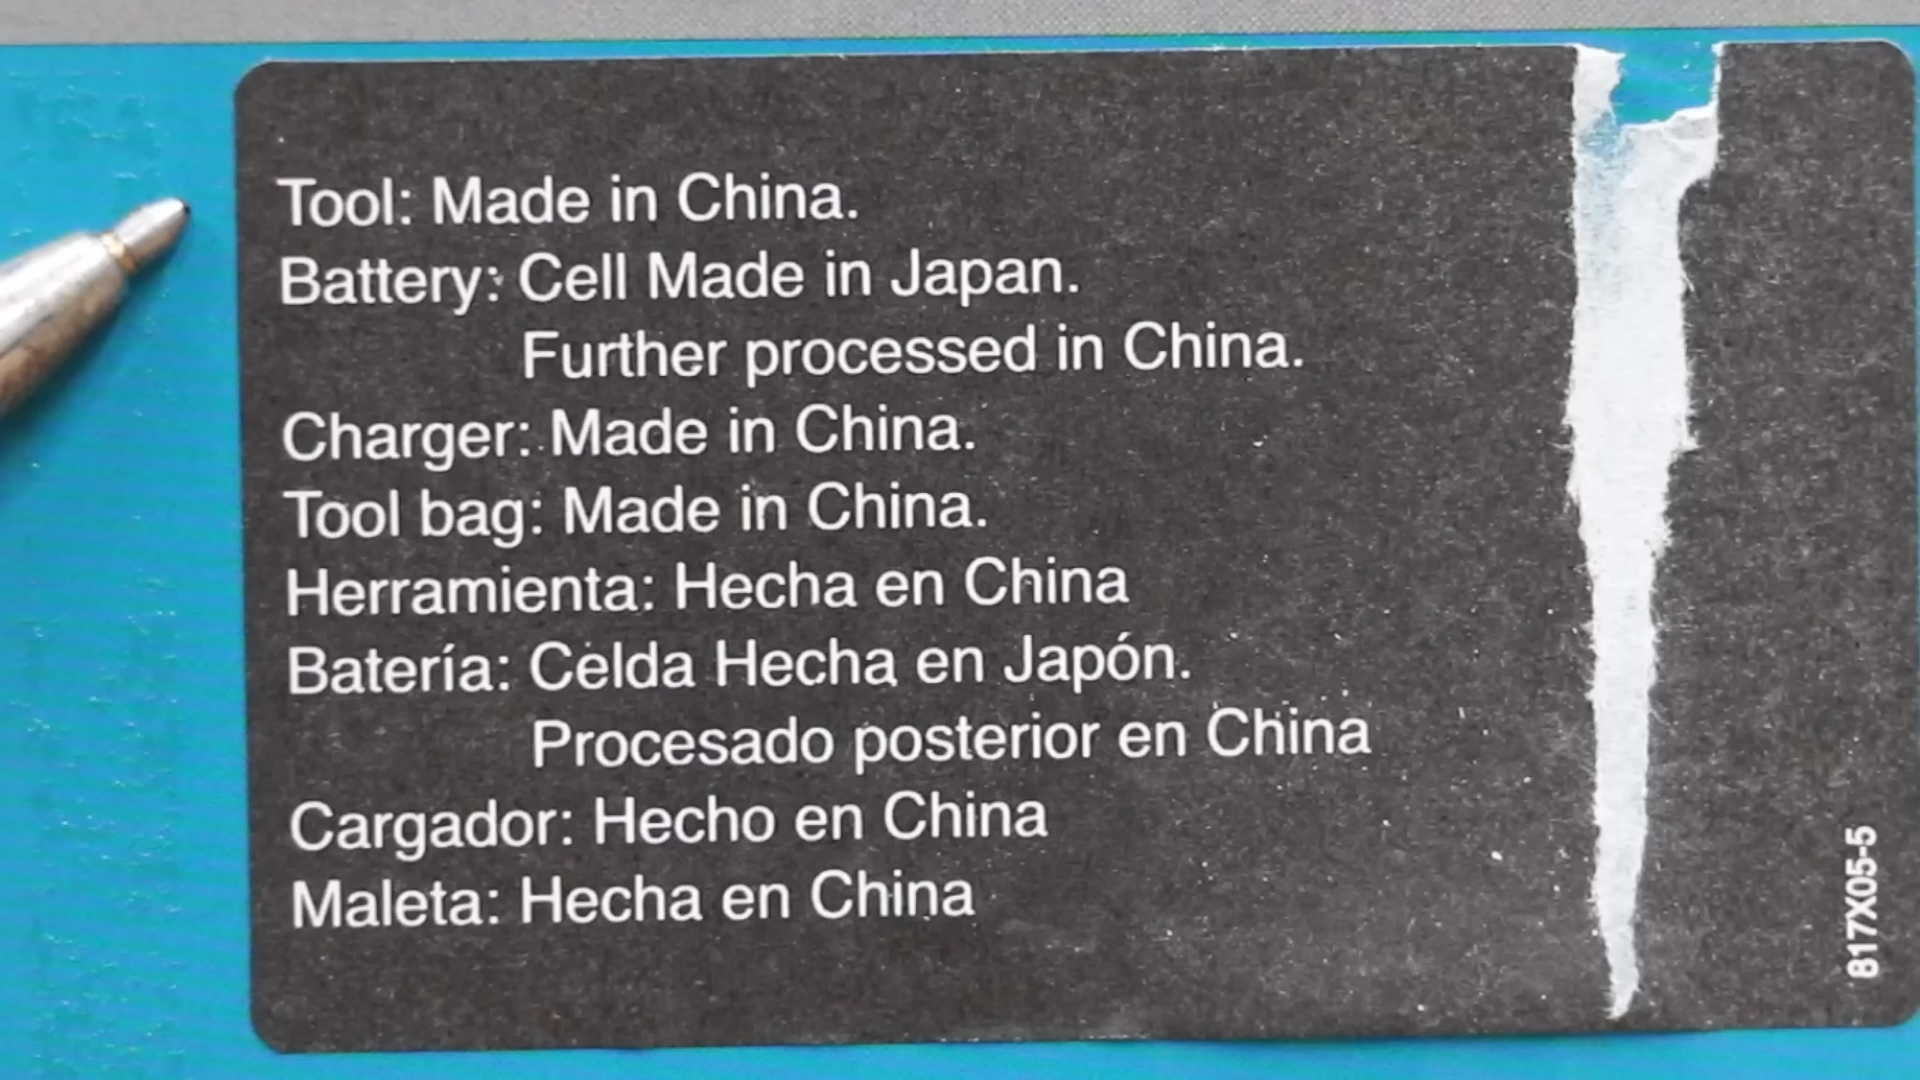 Tool: Made in China.
Battery: Cell Made in Japan.
Further processed in China.
Charger: Made in China.
Tool bag: Made in China.
Herramienta: Hecha en China
Batería: Celda Hecha en Japón.
Procesado posterior en China
Cargador: Hecho en China
Maleta: Hecha en China
817X05-5